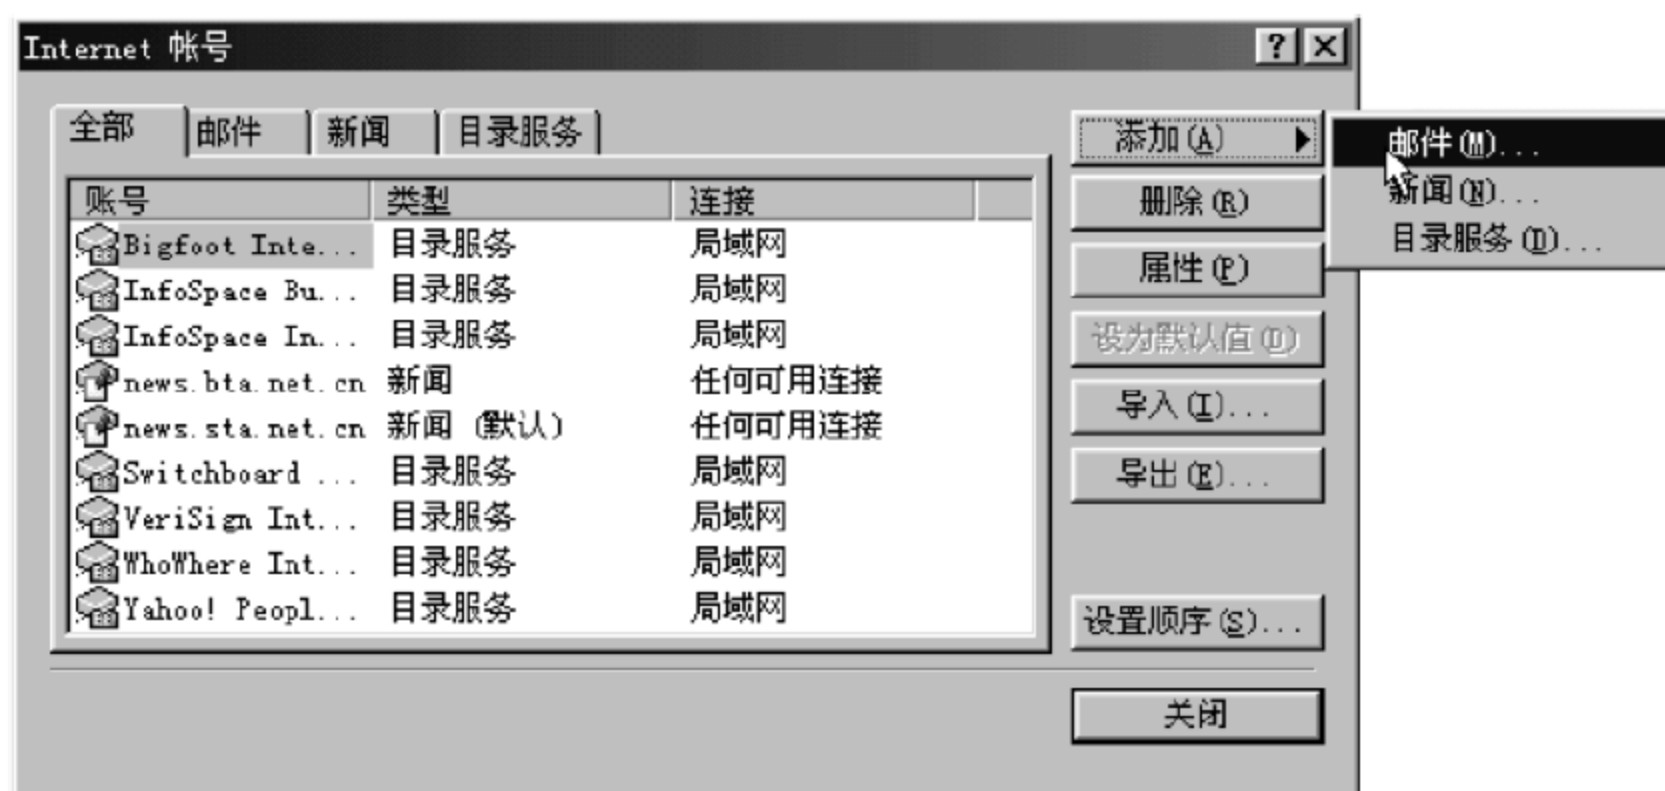 Internet 帐号
全部 邮件 新闻 目录服务
添加(A)
邮件(M)...
新闻(N)...
目录服务(D)...
账号 类型 连接
Bigfoot Inte... 目录服务 局域网
InfoSpace Bu... 目录服务 局域网
InfoSpace In... 目录服务 局域网
news.bta.net.cn 新闻 任何可用连接
news.sta.net.cn 新闻 (默认) 任何可用连接
Switchboard ... 目录服务 局域网
VeriSign Int... 目录服务 局域网
WhoWhere Int... 目录服务 局域网
Yahoo! Peopl... 目录服务 局域网
删除(R)
属性(P)
设为默认值(D)
导入(I)...
导出(E)...
设置顺序(S)...
关闭